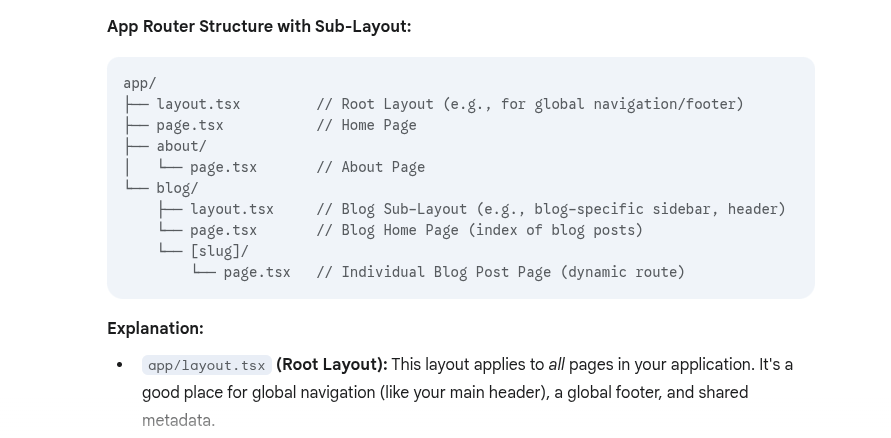 App Router Structure with Sub-Layout:
app/
├── layout.tsx         // Root Layout (e.g., for global navigation/footer)
├── page.tsx           // Home Page
├── about/
│   └── page.tsx       // About Page
└── blog/
    ├── layout.tsx     // Blog Sub-Layout (e.g., blog-specific sidebar, header)
    └── page.tsx       // Blog Home Page (index of blog posts)
    └── [slug]/
        └── page.tsx   // Individual Blog Post Page (dynamic route)
Explanation:
• app/layout.tsx (Root Layout): This layout applies to all pages in your application. It's a
good place for global navigation (like your main header), a global footer, and shared
metadata.